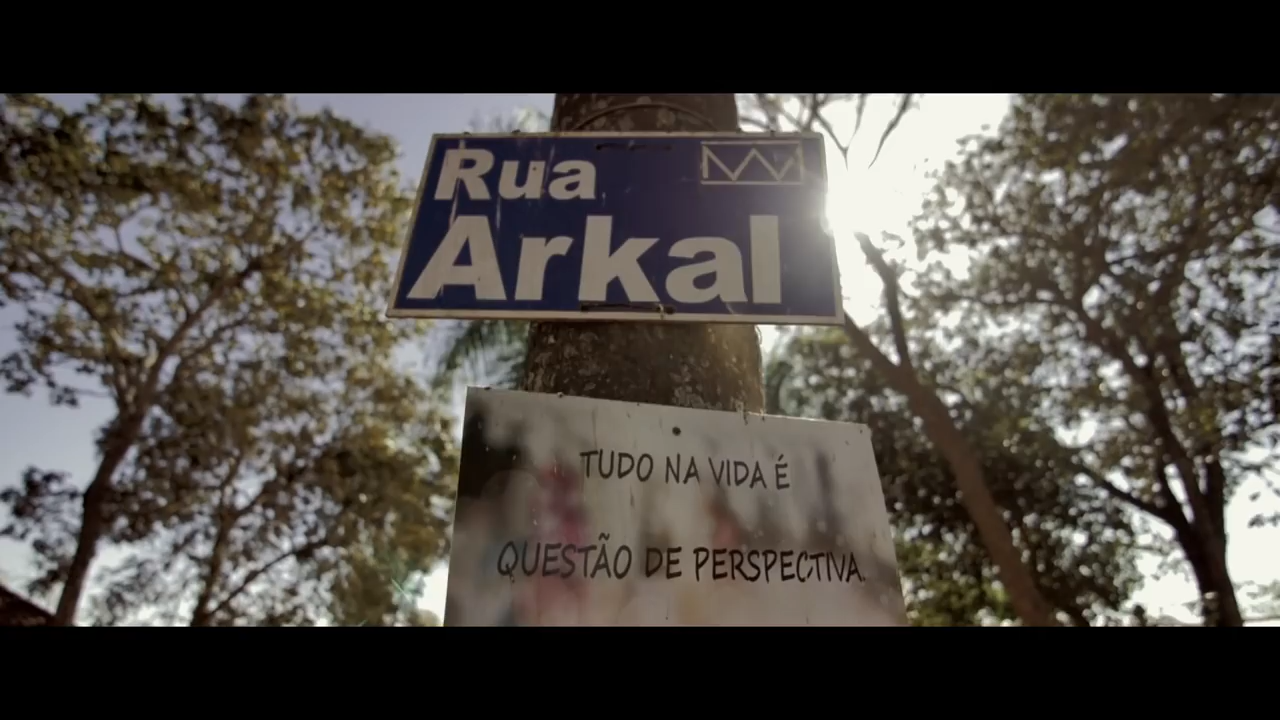 Rua
Arkal
TUDO NA VIDA É
QUESTÃO DE PERSPECTIVA.